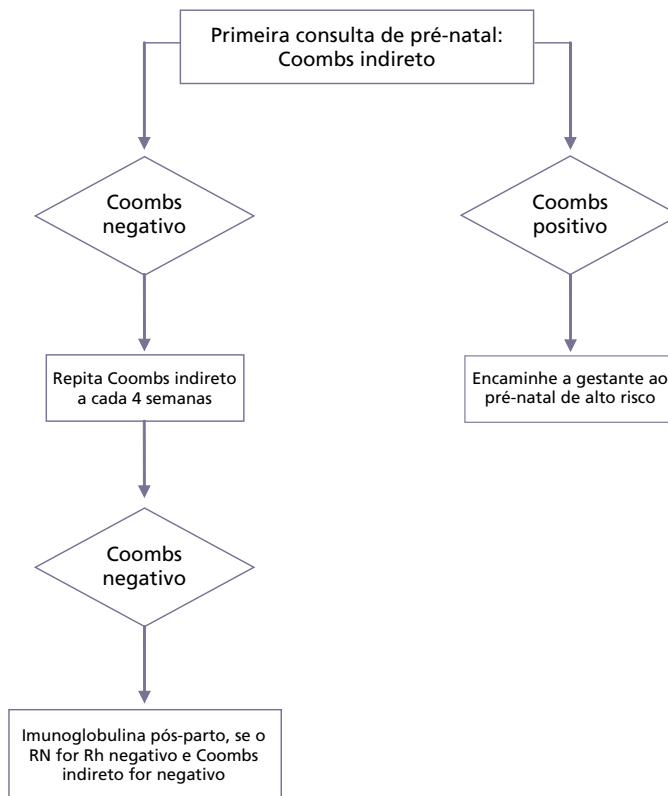 Primeira consulta de pré-natal:
Coombs indireto
Coombs
negativo
Coombs
positivo
Repita Coombs indireto
a cada 4 semanas
Encaminhe a gestante ao
pré-natal de alto risco
Coombs
negativo
Imunoglobulina pós-parto, se o
RN for Rh negativo e Coombs
indireto for negativo